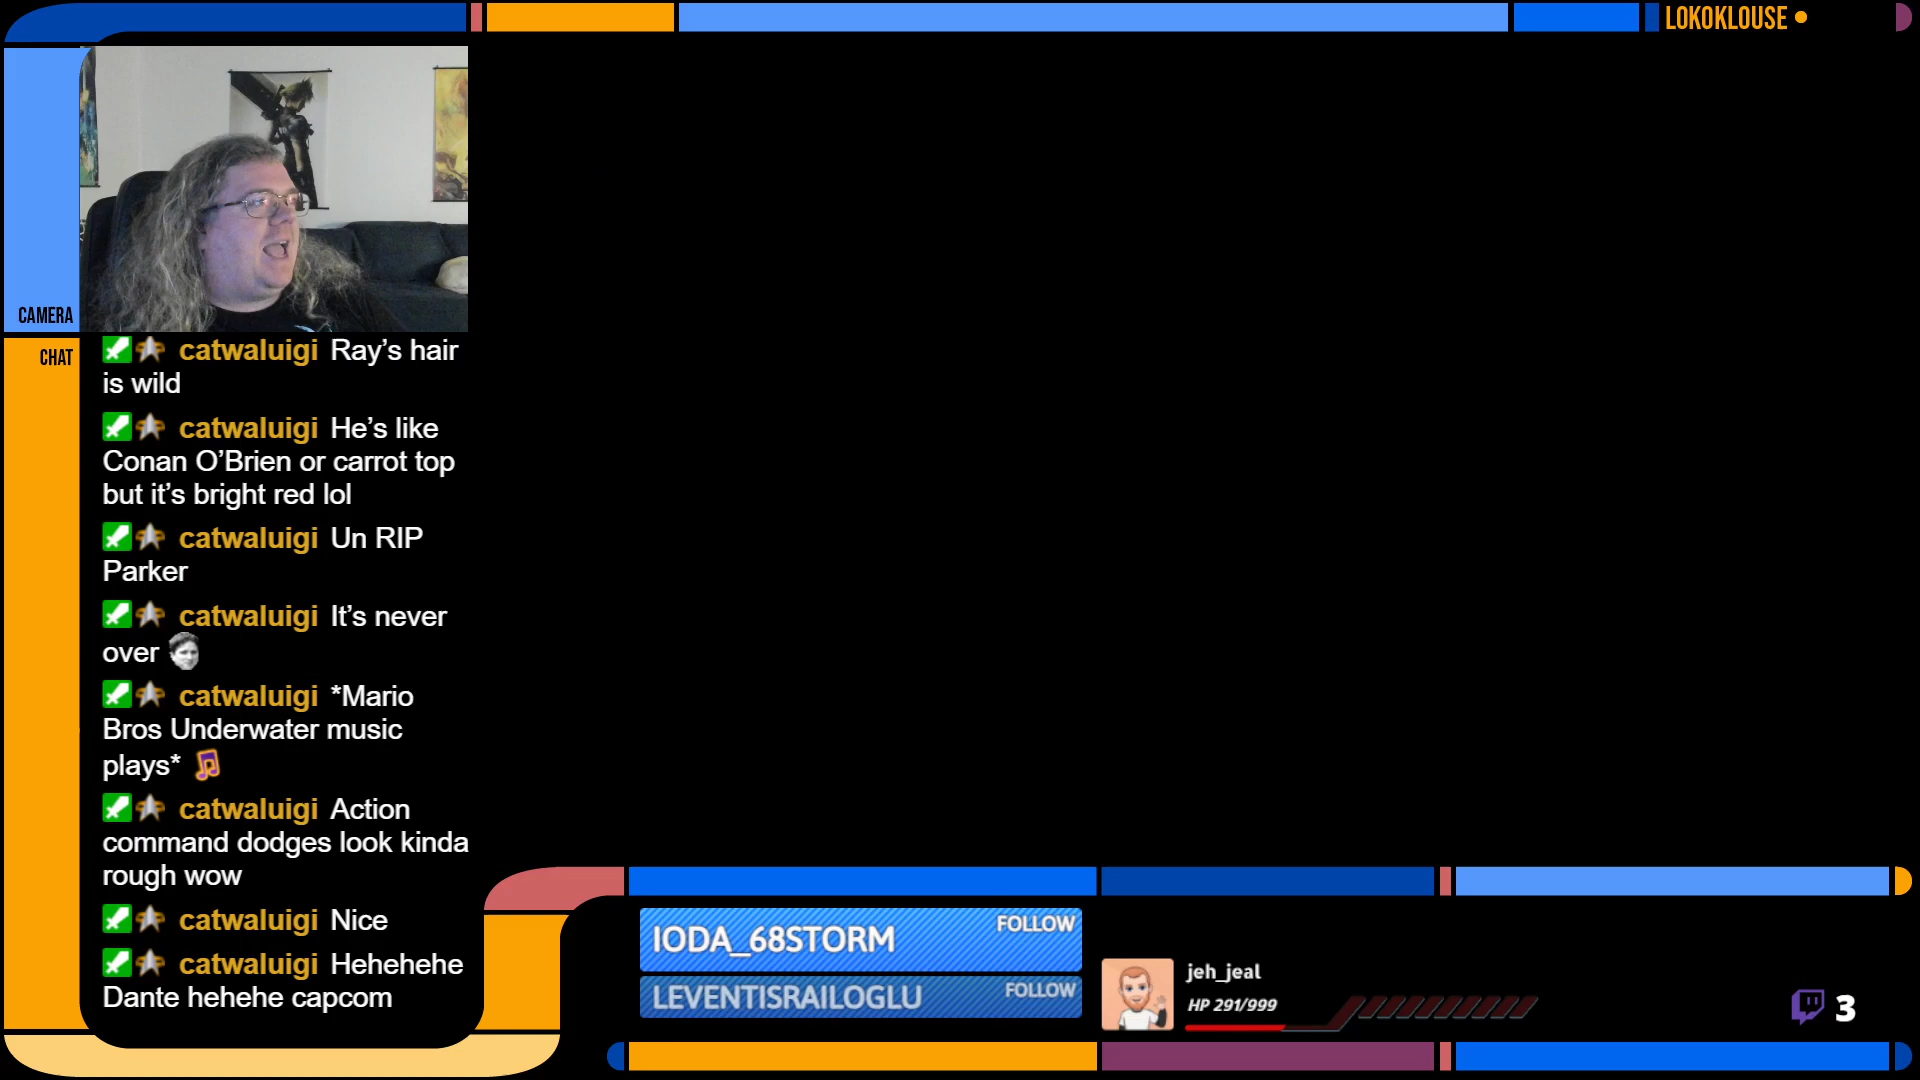 LOKOKLOUSE
CAMERA
CHAT
catwaluigi Ray’s hair
is wild
catwaluigi He’s like
Conan O’Brien or carrot top
but it’s bright red lol
catwaluigi Un RIP
Parker
catwaluigi It’s never
over
catwaluigi *Mario
Bros Underwater music
plays*
catwaluigi Action
command dodges look kinda
rough wow
catwaluigi Nice
catwaluigi Hehehehe
Dante hehehe capcom
IODA_68STORM FOLLOW
LEVENTISRAILOGLU FOLLOW
jeh_jeal
HP 291/999
3